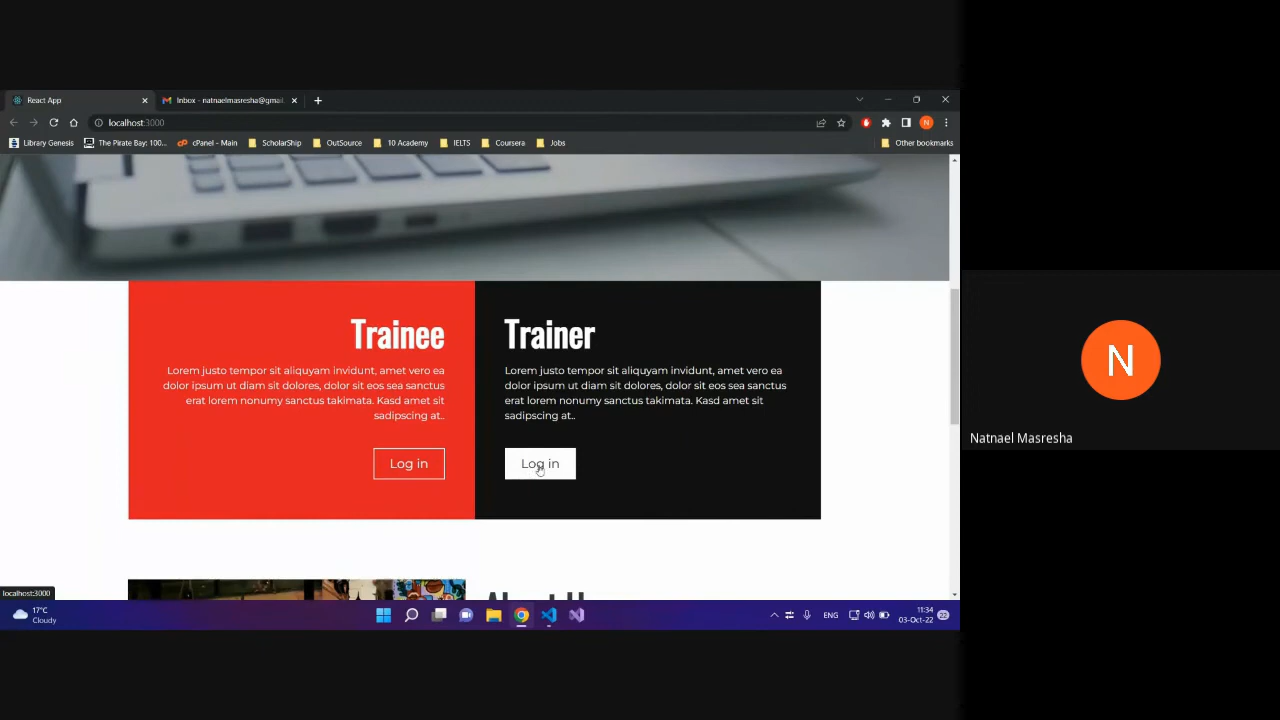 React App
Inbox - natnaelmasresha@gmai
localhost:3000
Library Genesis
The Pirate Bay: 100...
cPanel - Main
ScholarShip
OutSource
10 Academy
IELTS
Coursera
Jobs
Other bookmarks
N
Trainee
Lorem justo tempor sit aliquyam invidunt, amet vero ea
dolor ipsum ut diam sit dolores, dolor sit eos sea sanctus
erat lorem nonumy sanctus takimata. Kasd amet sit
sadipscing at..
Log in
Trainer
Lorem justo tempor sit aliquyam invidunt, amet vero ea
dolor ipsum ut diam sit dolores, dolor sit eos sea sanctus
erat lorem nonumy sanctus takimata. Kasd amet sit
sadipscing at..
Log in
localhost:3000
17°C
Cloudy
ENG
11:34
03-Oct-22
22
N
Natnael Masresha